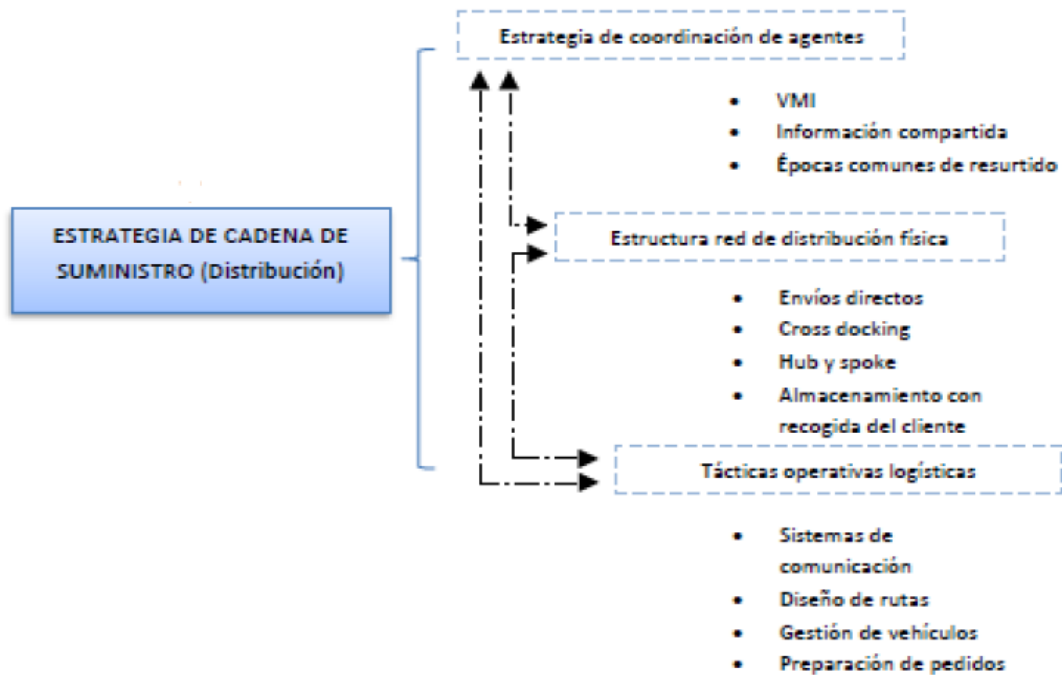 Estrategia de coordinación de agentes
• VMI
• Información compartida
• Épocas comunes de resurtido
ESTRATEGIA DE CADENA DE
SUMINISTRO (Distribución)
Estructura red de distribución física
• Envíos directos
• Cross docking
• Hub y spoke
• Almacenamiento con
recogida del cliente
Tácticas operativas logísticas
• Sistemas de
comunicación
• Diseño de rutas
• Gestión de vehículos
• Preparación de pedidos